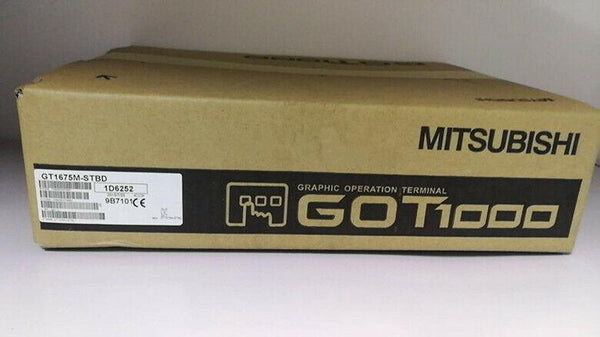 MITSUBISHI
GT1675M-STBD
1D6252
9B7101 CE
GRAPHIC OPERATION TERMINAL
GOT1000